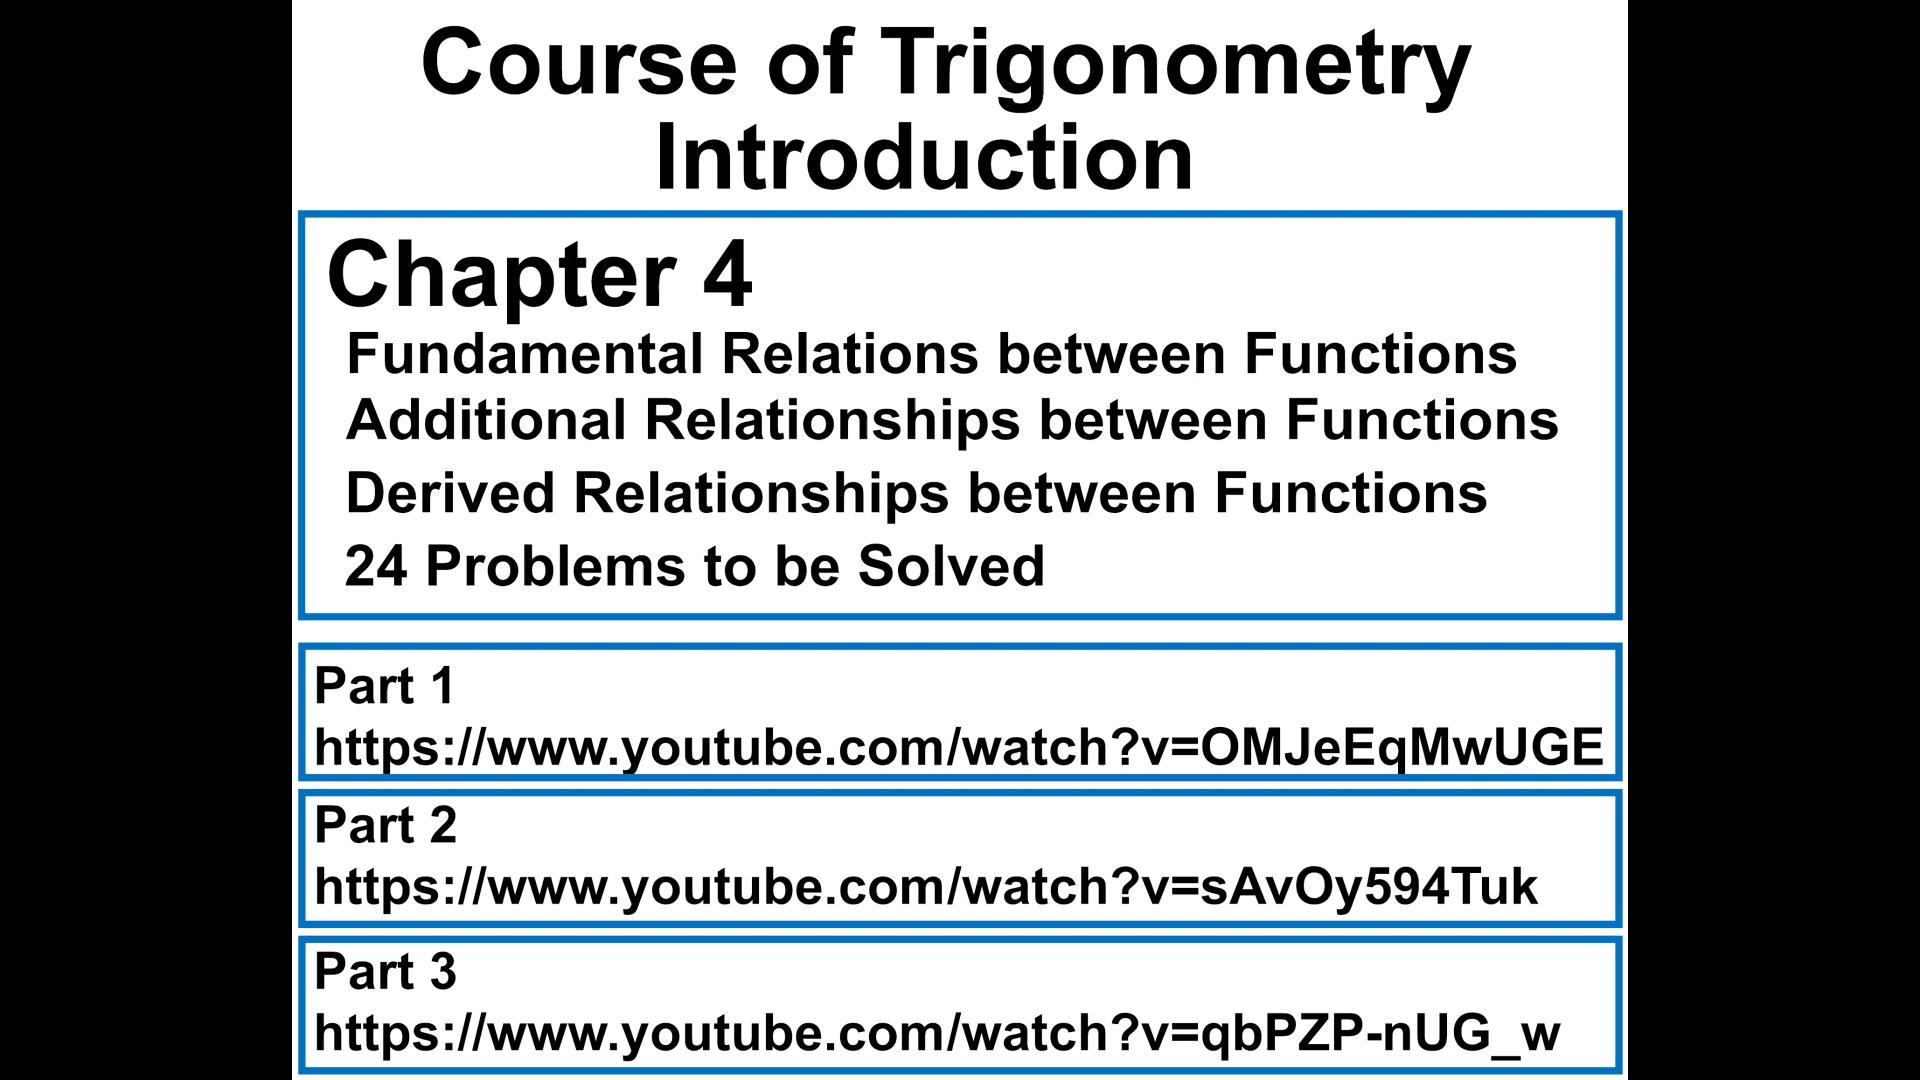 Course of Trigonometry
Introduction
Chapter 4
Fundamental Relations between Functions
Additional Relationships between Functions
Derived Relationships between Functions
24 Problems to be Solved
Part 1
https://www.youtube.com/watch?v=OMJeEqMwUGE
Part 2
https://www.youtube.com/watch?v=sAvOy594Tuk
Part 3
https://www.youtube.com/watch?v=qbPZP-nUG_w